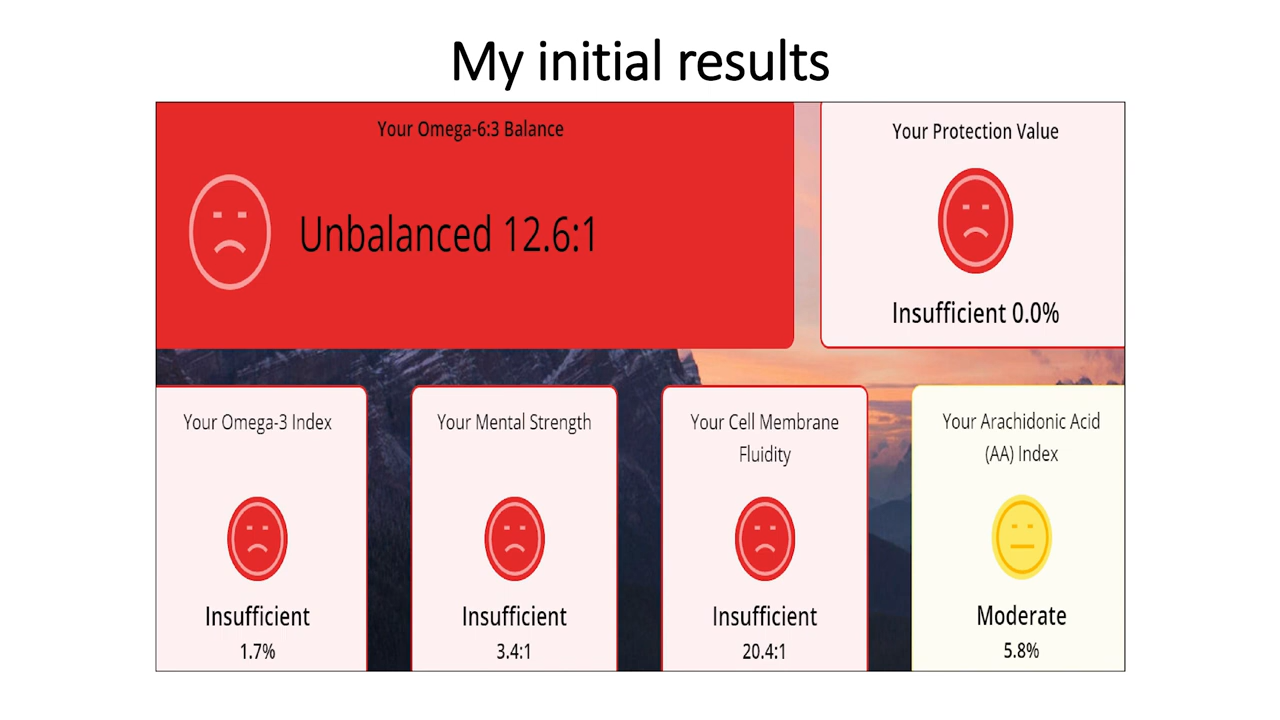 My initial results
Your Omega-6:3 Balance
Unbalanced 12.6:1
Your Protection Value
Insufficient 0.0%
Your Omega-3 Index
Insufficient
1.7%
Your Mental Strength
Insufficient
3.4:1
Your Cell Membrane
Fluidity
Insufficient
20.4:1
Your Arachidonic Acid
(AA) Index
Moderate
5.8%